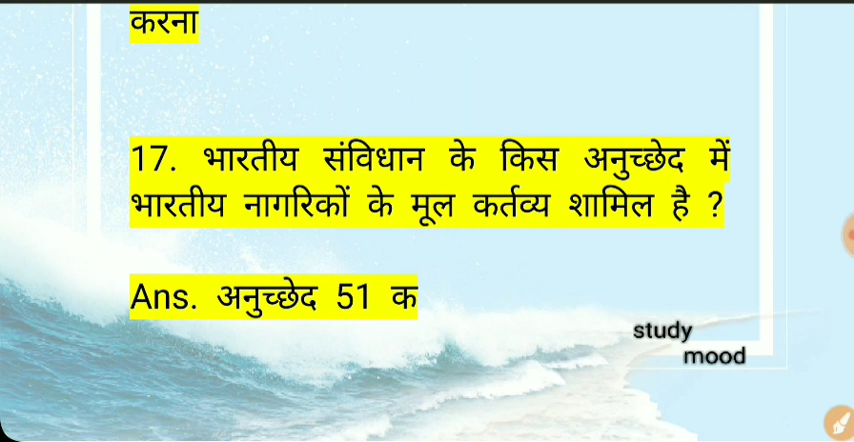 करना
17. भारतीय संविधान के किस अनुच्छेद में
भारतीय नागरिकों के मूल कर्तव्य शामिल है ?
Ans. अनुच्छेद 51 क
study
mood